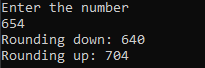 Enter the number
654
Rounding down: 640
Rounding up: 704